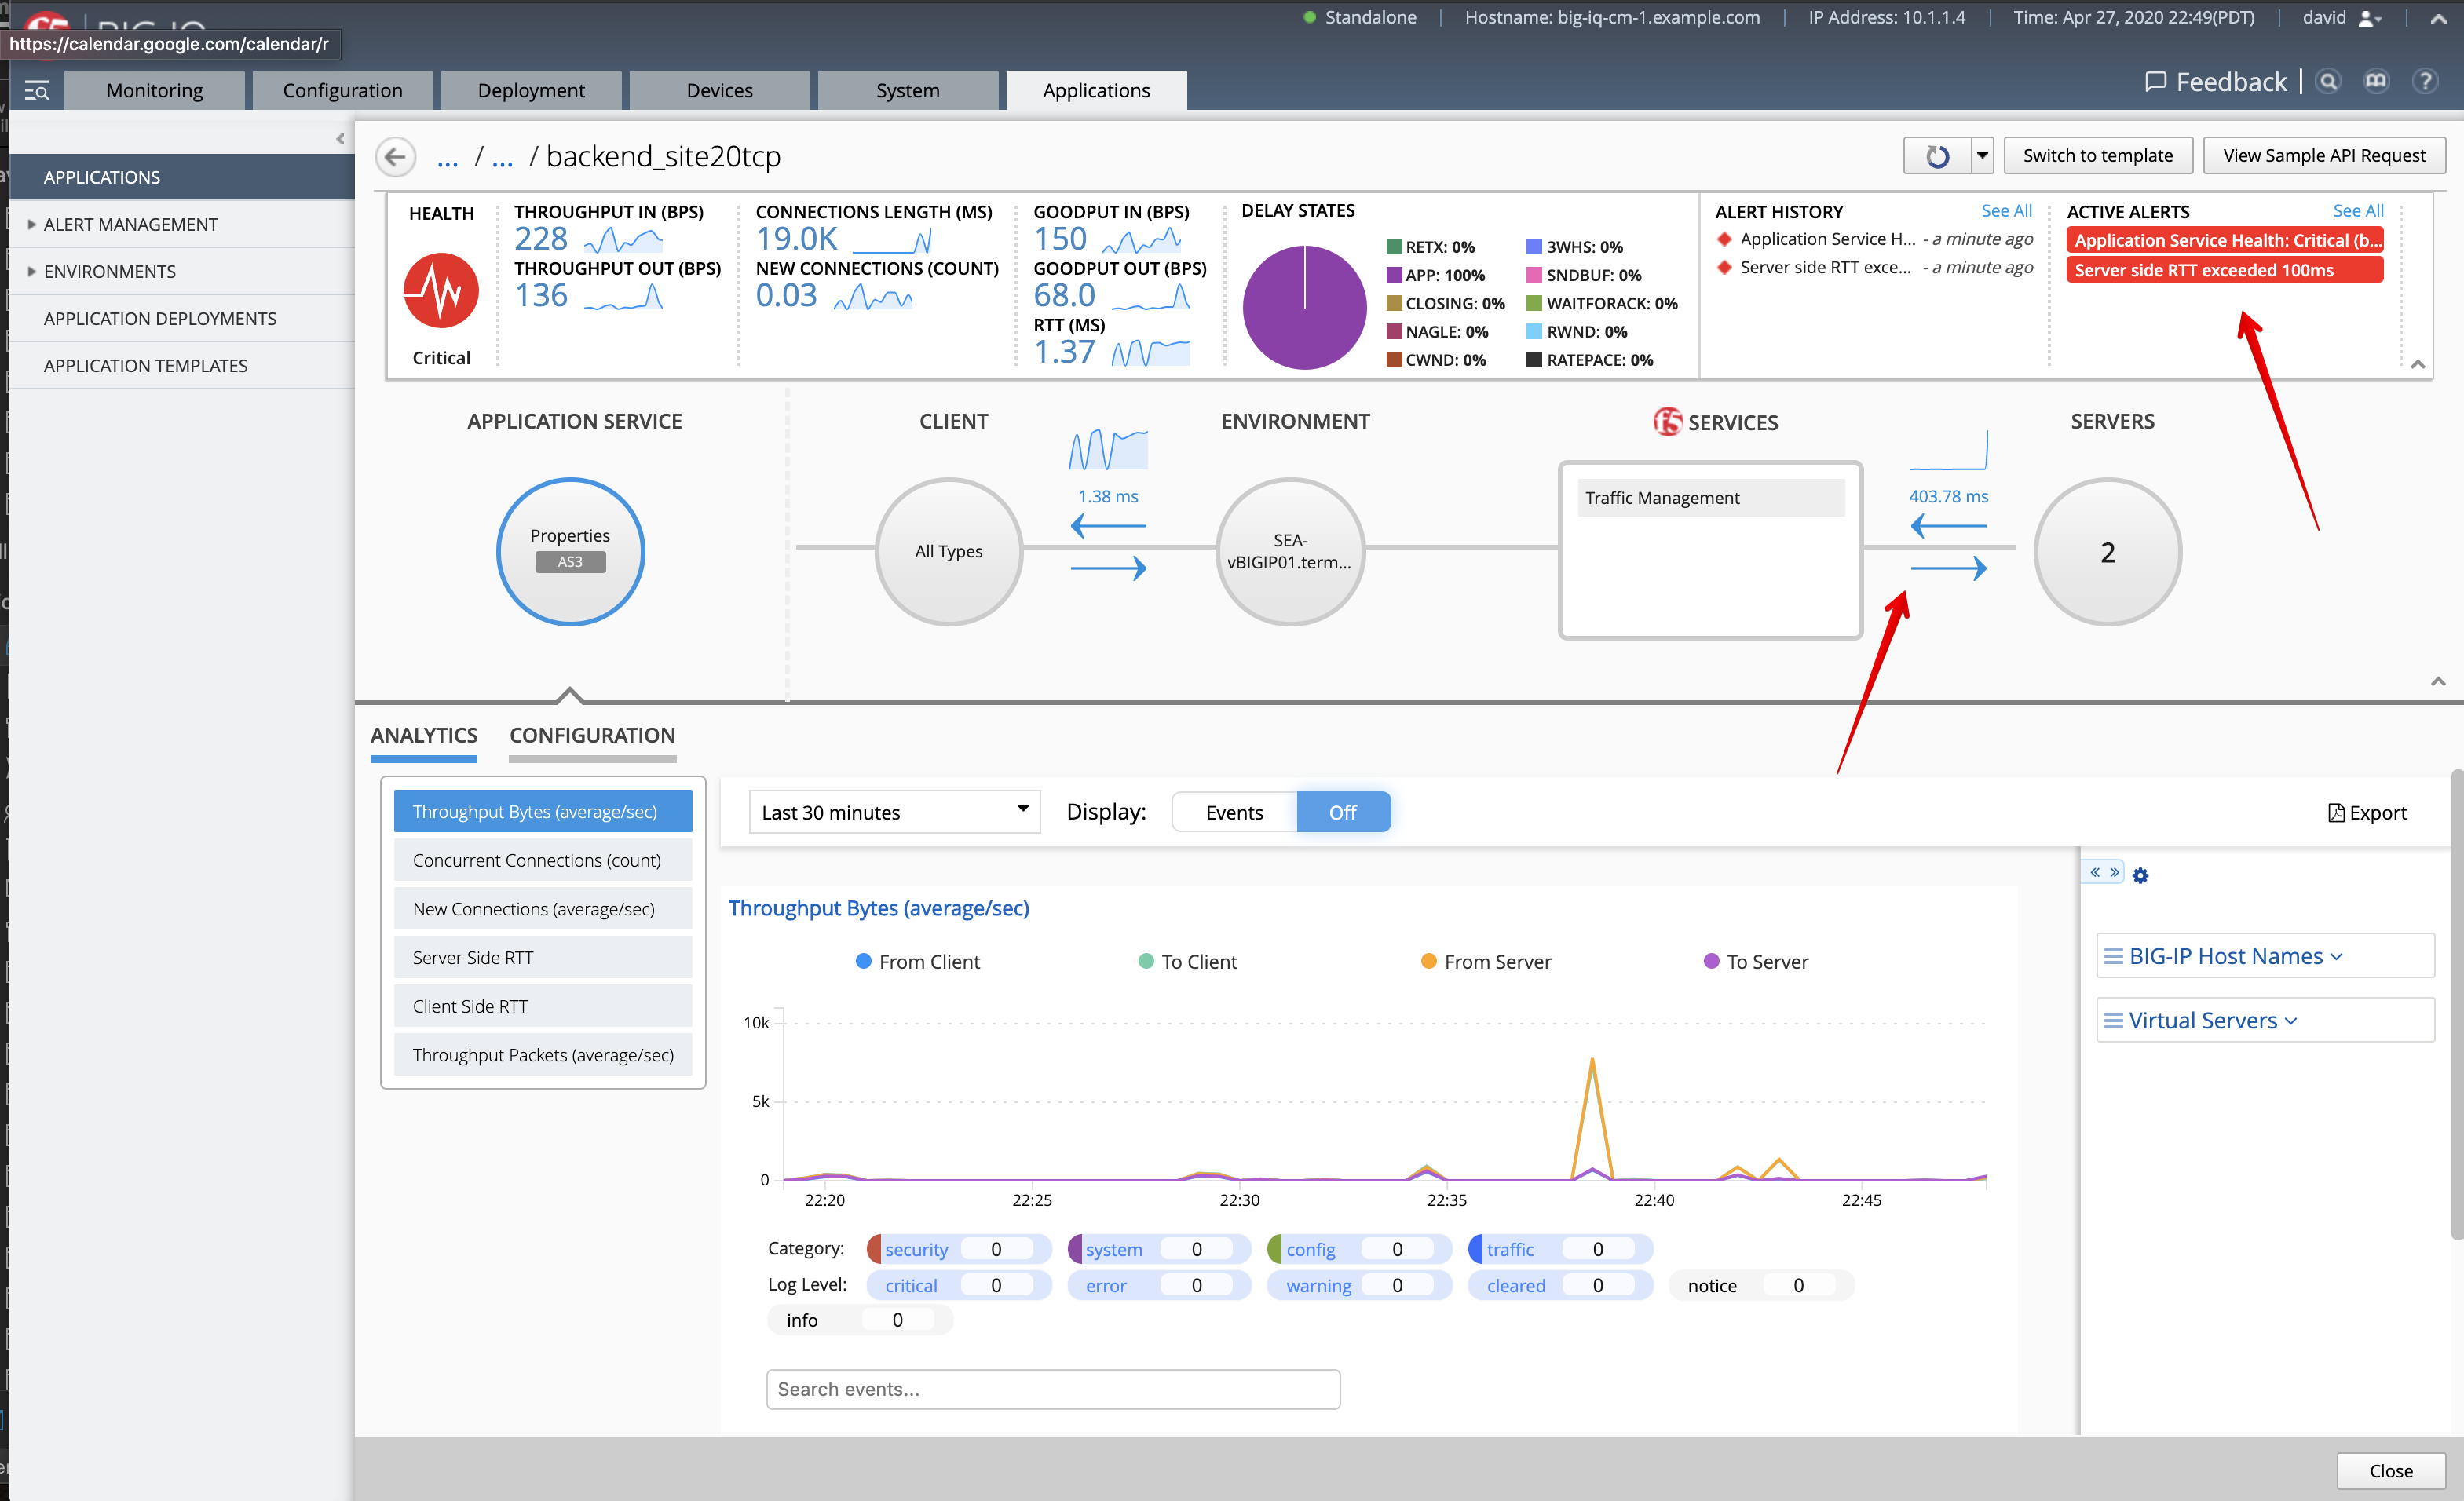 Standalone | Hostname: big-iq-cm-1.example.com | IP Address: 10.1.1.4 | Time: Apr 27, 2020 22:49(PDT) | david
f5 BIG-IQ
https://calendar.google.com/calendar/r
Monitoring Configuration Deployment Devices System Applications
Feedback | ?
APPLICATIONS
ALERT MANAGEMENT
ENVIRONMENTS
APPLICATION DEPLOYMENTS
APPLICATION TEMPLATES
... / ... / backend_site20tcp
Switch to template View Sample API Request
HEALTH
Critical
THROUGHPUT IN (BPS)
228
THROUGHPUT OUT (BPS)
136
CONNECTIONS LENGTH (MS)
19.0K
NEW CONNECTIONS (COUNT)
0.03
GOODPUT IN (BPS)
150
GOODPUT OUT (BPS)
68.0
RTT (MS)
1.37
DELAY STATES
RETX: 0% 3WHS: 0%
APP: 100% SNDBUF: 0%
CLOSING: 0% WAITFORACK: 0%
NAGLE: 0% RWND: 0%
CWND: 0% RATEPACE: 0%
ALERT HISTORY See All
Application Service H... - a minute ago
Server side RTT exce... - a minute ago
ACTIVE ALERTS See All
Application Service Health: Critical (b...
Server side RTT exceeded 100ms
APPLICATION SERVICE CLIENT ENVIRONMENT f5 SERVICES SERVERS
Properties
AS3
All Types
1.38 ms
SEA-
vBIGIP01.term...
Traffic Management
403.78 ms
2
ANALYTICS CONFIGURATION
Throughput Bytes (average/sec)
Concurrent Connections (count)
New Connections (average/sec)
Server Side RTT
Client Side RTT
Throughput Packets (average/sec)
Last 30 minutes Display: Events Off Export
Throughput Bytes (average/sec)
From Client To Client From Server To Server
10k
5k
0
22:20 22:25 22:30 22:35 22:40 22:45
Category: security 0 system 0 config 0 traffic 0
Log Level: critical 0 error 0 warning 0 cleared 0 notice 0
info 0
Search events...
« »
BIG-IP Host Names
Virtual Servers
Close